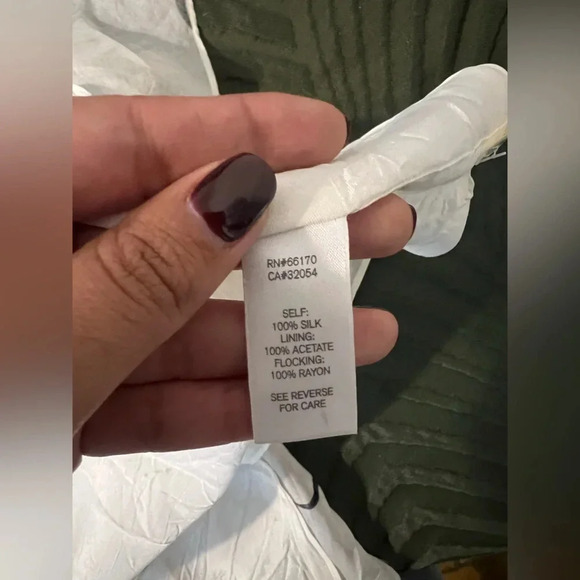 RN#66170
CA#32054
SELF:
100% SILK
LINING:
100% ACETATE
FLOCKING:
100% RAYON
SEE REVERSE
FOR CARE